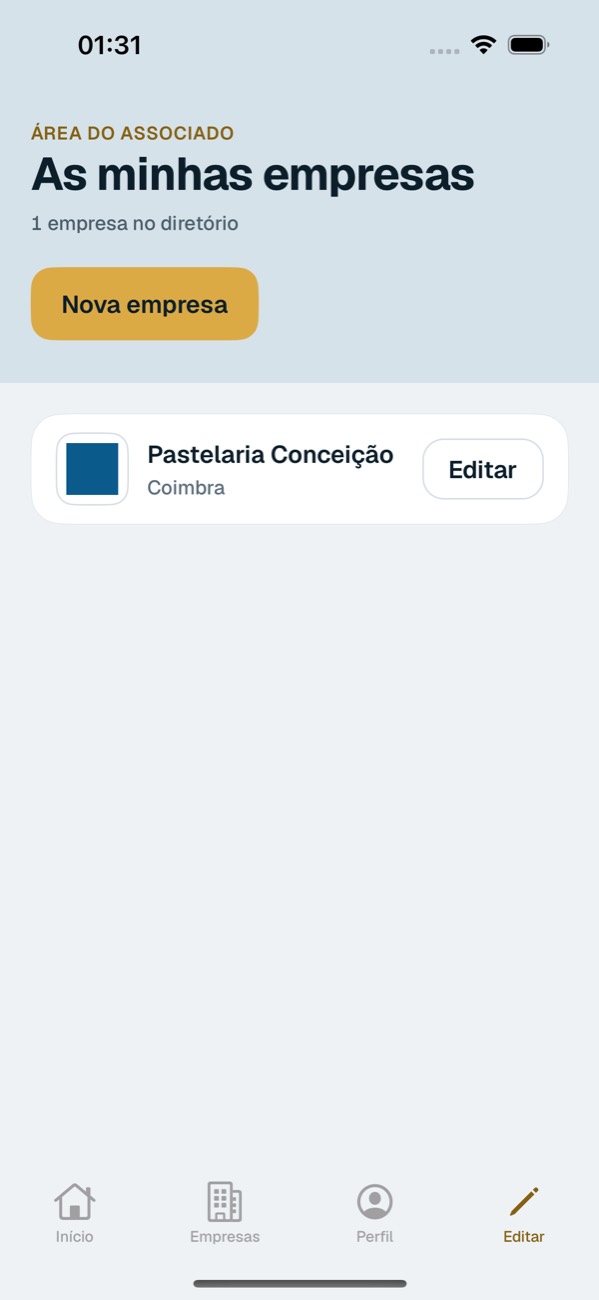 01:31
ÁREA DO ASSOCIADO
As minhas empresas
1 empresa no diretório
Nova empresa
Pastelaria Conceição
Coimbra
Editar
Início
Empresas
Perfil
Editar